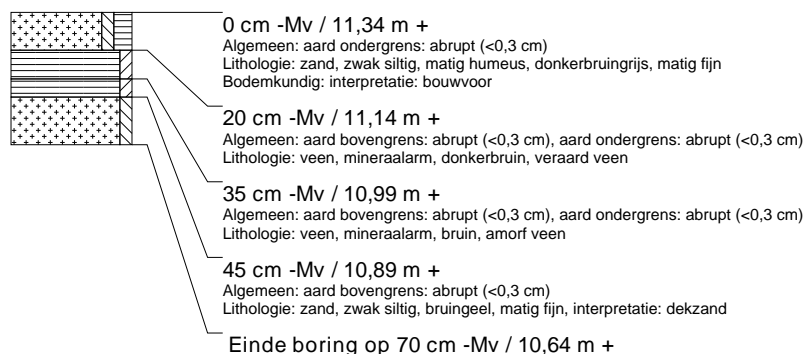 0 cm -Mv / 11,34 m +
Algemeen: aard ondergrens: abrupt (<0,3 cm)
Lithologie: zand, zwak siltig, matig humeus, donkerbruingrijs, matig fijn
Bodemkundig: interpretatie: bouwvoor
20 cm -Mv / 11,14 m +
Algemeen: aard bovengrens: abrupt (<0,3 cm), aard ondergrens: abrupt (<0,3 cm)
Lithologie: veen, mineraalarm, donkerbruin, veraard veen
35 cm -Mv / 10,99 m +
Algemeen: aard bovengrens: abrupt (<0,3 cm), aard ondergrens: abrupt (<0,3 cm)
Lithologie: veen, mineraalarm, bruin, amorf veen
45 cm -Mv / 10,89 m +
Algemeen: aard bovengrens: abrupt (<0,3 cm)
Lithologie: zand, zwak siltig, bruingeel, matig fijn, interpretatie: dekzand
Einde boring op 70 cm -Mv / 10,64 m +